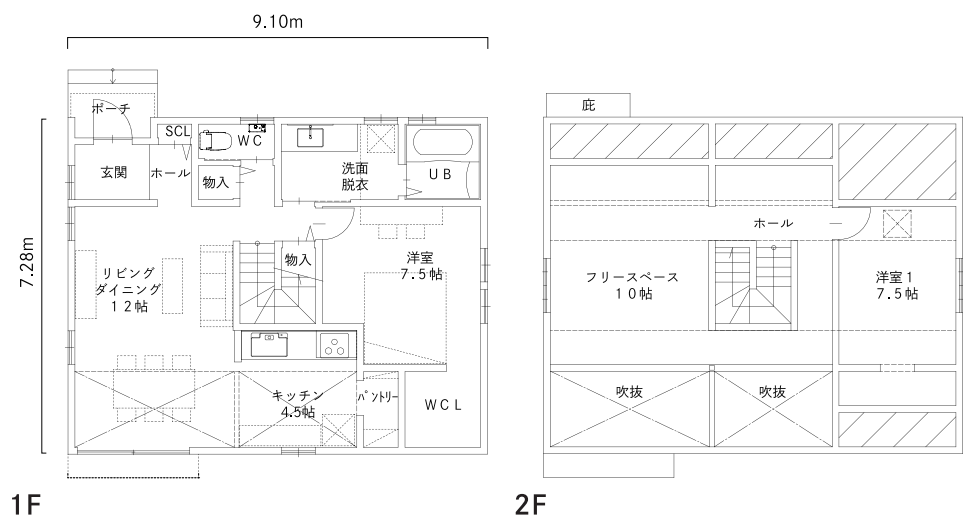 9.10m
7.28m
ポーチ
SCL
WC
玄関
ホール
物入
洗面
脱衣
UB
リビング
ダイニング
12帖
物入
洋室
7.5帖
キッチン
4.5帖
パントリー
WCL
1F
庇
ホール
フリースペース
10帖
洋室1
7.5帖
吹抜
吹抜
2F